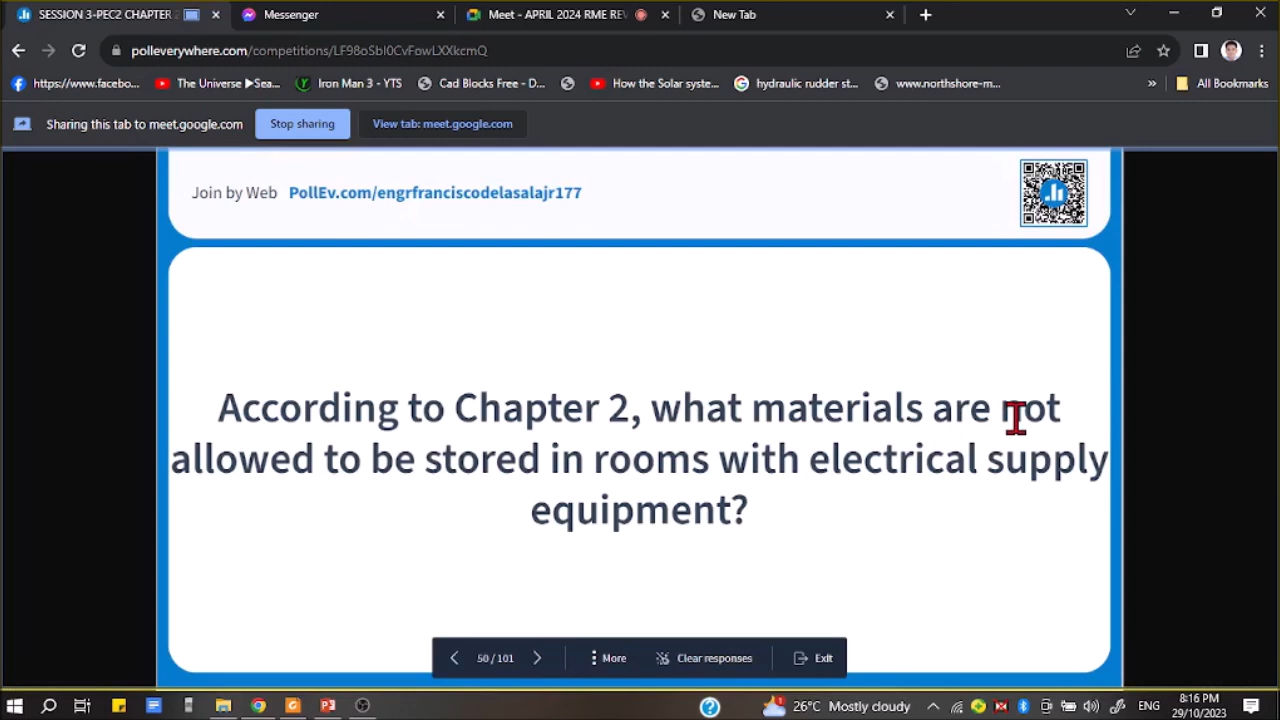 SESSION 3-PEC2 CHAPTER
Messenger
Meet - APRIL 2024 RME REV
New Tab
polleverywhere.com/competitions/LF98oSbI0CvFowLXXkcmQ
https://www.facebo...
The Universe ▶Sea...
Iron Man 3 - YTS
Cad Blocks Free - D...
How the Solar syste...
hydraulic rudder st...
www.northshore-m...
»
All Bookmarks
Sharing this tab to meet.google.com
Stop sharing
View tab: meet.google.com
Join by Web PollEv.com/engrfranciscodelasalajr177
According to Chapter 2, what materials are not
allowed to be stored in rooms with electrical supply
equipment?
50 / 101
More
Clear responses
Exit
26°C Mostly cloudy
ENG
8:16 PM
29/10/2023